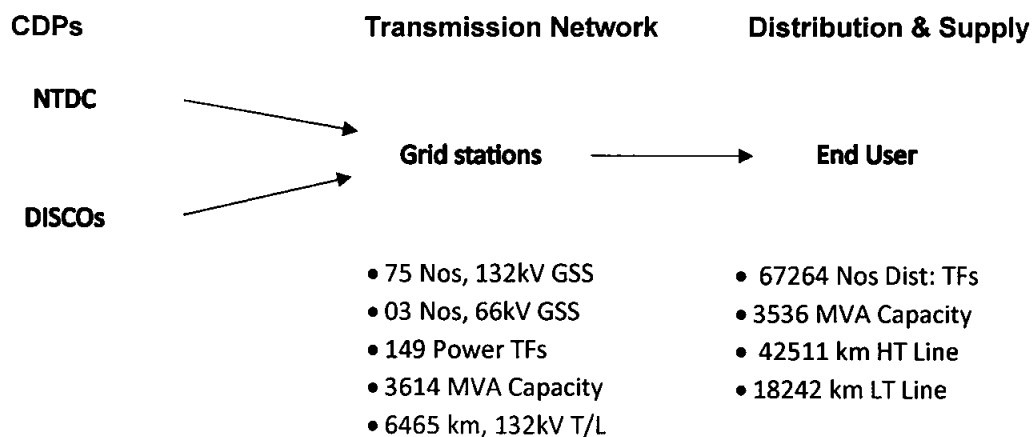 CDPs
Transmission Network
Distribution & Supply
NTDC
Grid stations
End User
DISCOs
• 75 Nos, 132kV GSS
• 03 Nos, 66kV GSS
• 149 Power TFs
• 3614 MVA Capacity
• 6465 km, 132kV T/L
• 67264 Nos Dist: TFs
• 3536 MVA Capacity
• 42511 km HT Line
• 18242 km LT Line